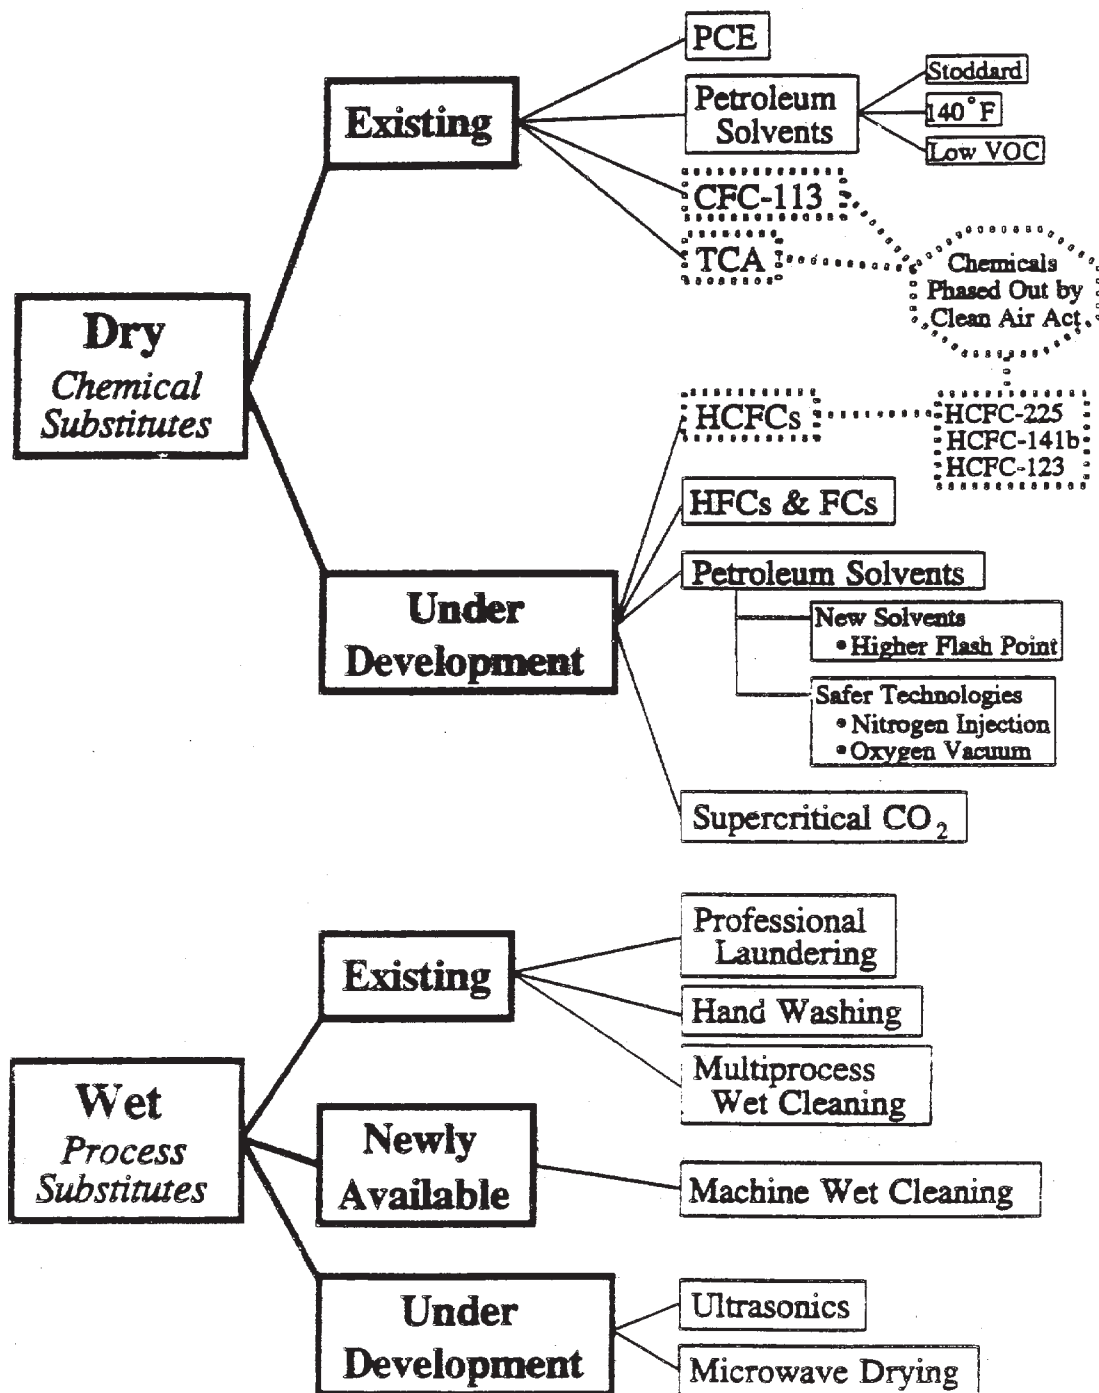 PCE
Existing
Petroleum
Solvents
Stoddard
140°F
Low VOC
CFC-113
TCA
Chemicals
Phased Out by
Clean Air Act
Dry
Chemical
Substitutes
HCFCs
HCFC-225
HCFC-141b
HCFC-123
HFCs & FCs
Under
Development
Petroleum Solvents
New Solvents
• Higher Flash Point
Safer Technologies
• Nitrogen Injection
• Oxygen Vacuum
Supercritical CO₂
Existing
Professional
Laundering
Hand Washing
Multiprocess
Wet Cleaning
Wet
Process
Substitutes
Newly
Available
Machine Wet Cleaning
Under
Development
Ultrasonics
Microwave Drying